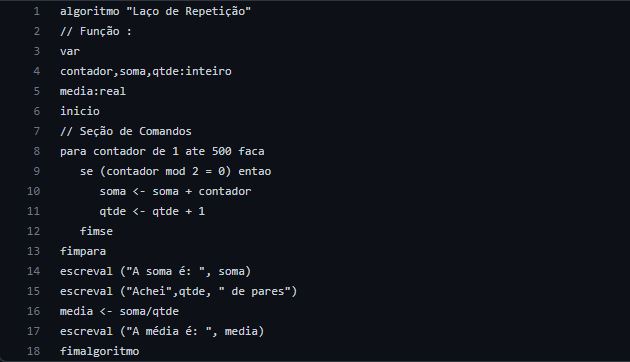 1 algoritmo "Laço de Repetição"
2 // Função :
3 var
4 contador,soma,qtde:inteiro
5 media:real
6 inicio
7 // Seção de Comandos
8 para contador de 1 ate 500 faca
9 se (contador mod 2 = 0) entao
10 soma <- soma + contador
11 qtde <- qtde + 1
12 fimse
13 fimpara
14 escreval ("A soma é: ", soma)
15 escreval ("Achei",qtde, " de pares")
16 media <- soma/qtde
17 escreval ("A média é: ", media)
18 fimalgoritmo